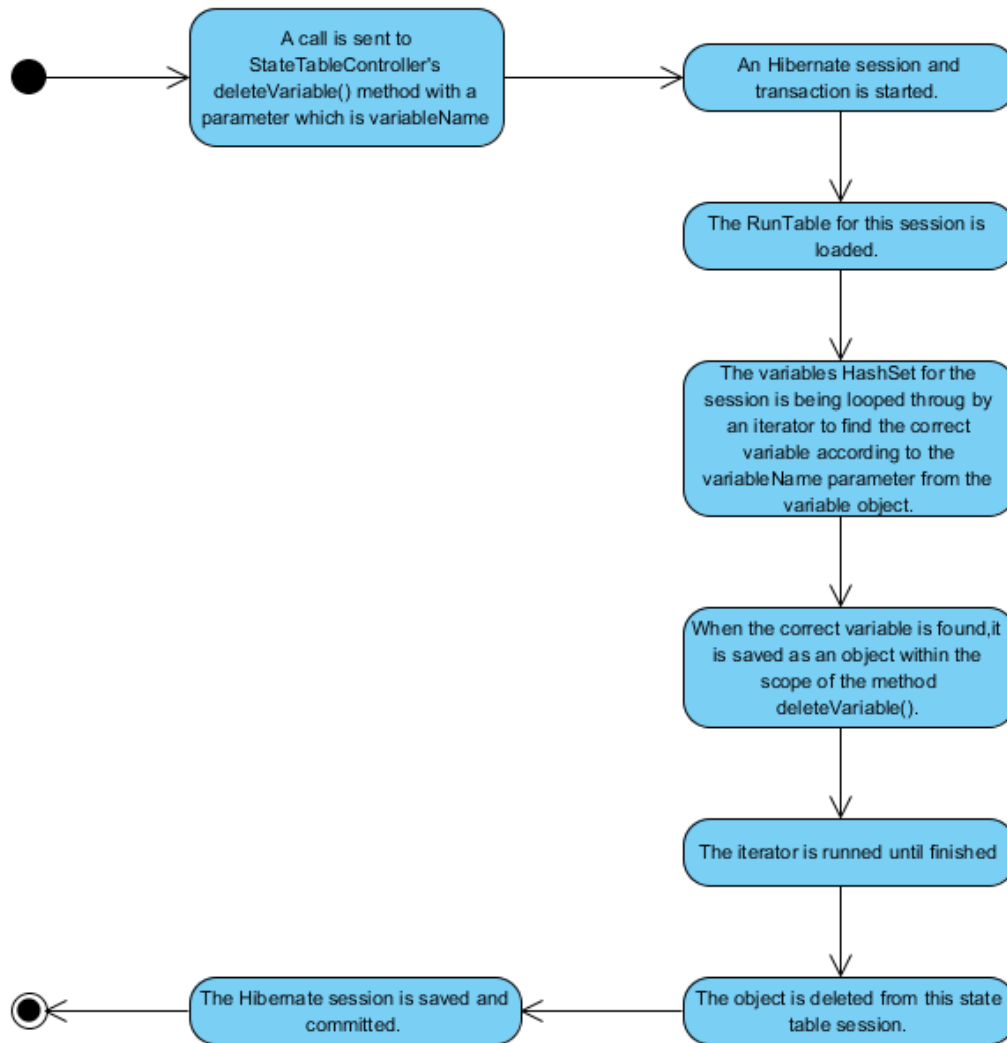 A call is sent to
StateTableController's
deleteVariable() method with a
parameter which is variableName
An Hibernate session and
transaction is started.
The RunTable for this session is
loaded.
The variables HashSet for the
session is being looped throug by
an iterator to find the correct
variable according to the
variableName parameter from the
variable object.
When the correct variable is found,it
is saved as an object within the
scope of the method
deleteVariable().
The iterator is runned until finished
The object is deleted from this state
table session.
The Hibernate session is saved and
committed.